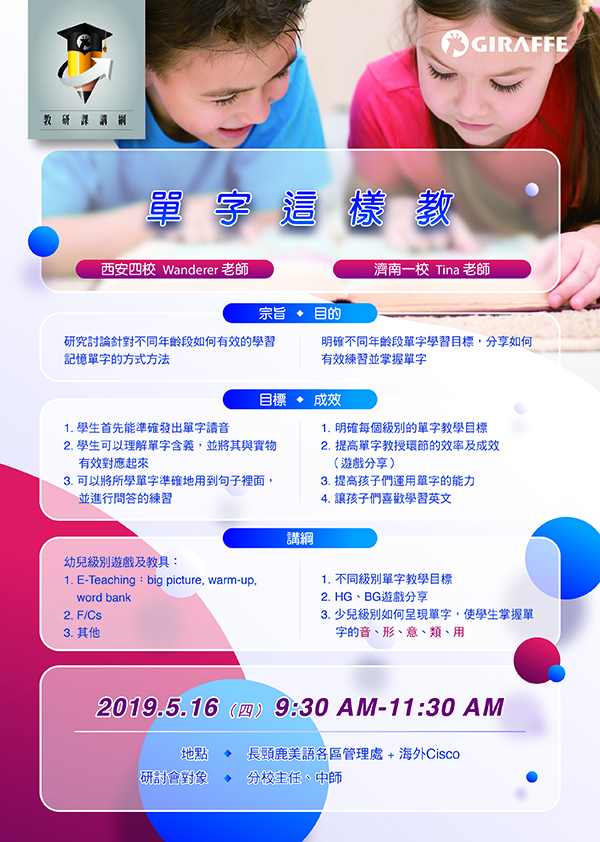 GIRAFFE
教研課講綱
單字這樣教
西安四校 Wanderer 老師
濟南一校 Tina 老師
宗旨 ◆ 目的
研究討論針對不同年齡段如何有效的學習
記憶單字的方式方法
明確不同年齡段單字學習目標，分享如何
有效練習並掌握單字
目標 ◆ 成效
1. 學生首先能準確發出單字讀音
2. 學生可以理解單字含義，並將其與實物
有效對應起來
3. 可以將所學單字準確地用到句子裡面，
並進行問答的練習
1. 明確每個級別的單字教學目標
2. 提高單字教授環節的效率及成效
（遊戲分享）
3. 提高孩子們運用單字的能力
4. 讓孩子們喜歡學習英文
講綱
幼兒級別遊戲及教具：
1. E-Teaching：big picture, warm-up,
word bank
2. F/Cs
3. 其他
1. 不同級別單字教學目標
2. HG、BG遊戲分享
3. 少兒級別如何呈現單字，使學生掌握單
字的音、形、意、類、用
2019.5.16（四）9:30 AM-11:30 AM
地點 ◆ 長頸鹿美語各區管理處 + 海外Cisco
研討會對象 ◆ 分校主任、中師